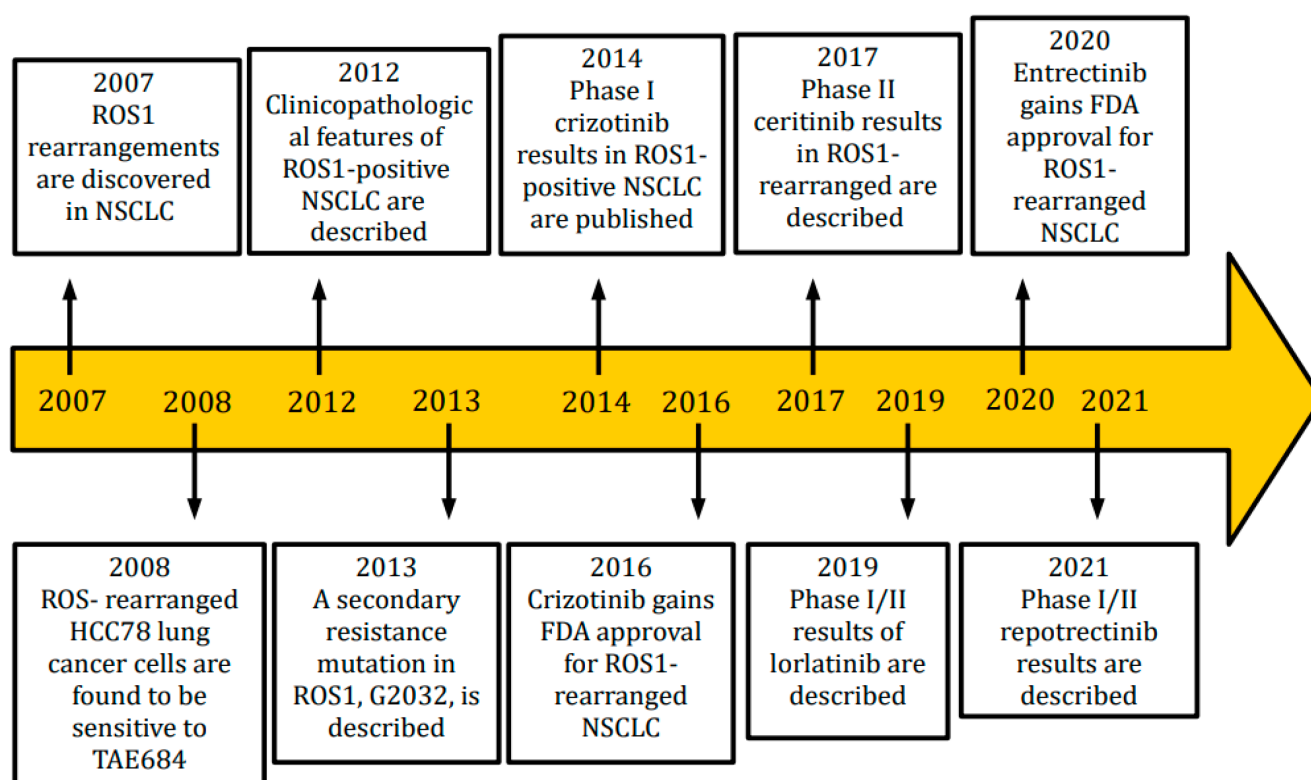 2007
ROS1
rearrangements
are discovered
in NSCLC
2012
Clinicopathologic
al features of
ROS1-positive
NSCLC are
described
2014
Phase I
crizotinib
results in ROS1-
positive NSCLC
are published
2017
Phase II
ceritinib results
in ROS1-
rearranged are
described
2020
Entrectinib
gains FDA
approval for
ROS1-
rearranged
NSCLC
2007
2008
2012
2013
2014
2016
2017
2019
2020
2021
2008
ROS- rearranged
HCC78 lung
cancer cells are
found to be
sensitive to
TAE684
2013
A secondary
resistance
mutation in
ROS1, G2032, is
described
2016
Crizotinib gains
FDA approval
for ROS1-
rearranged
NSCLC
2019
Phase I/II
results of
lorlatinib are
described
2021
Phase I/II
repotrectinib
results are
described